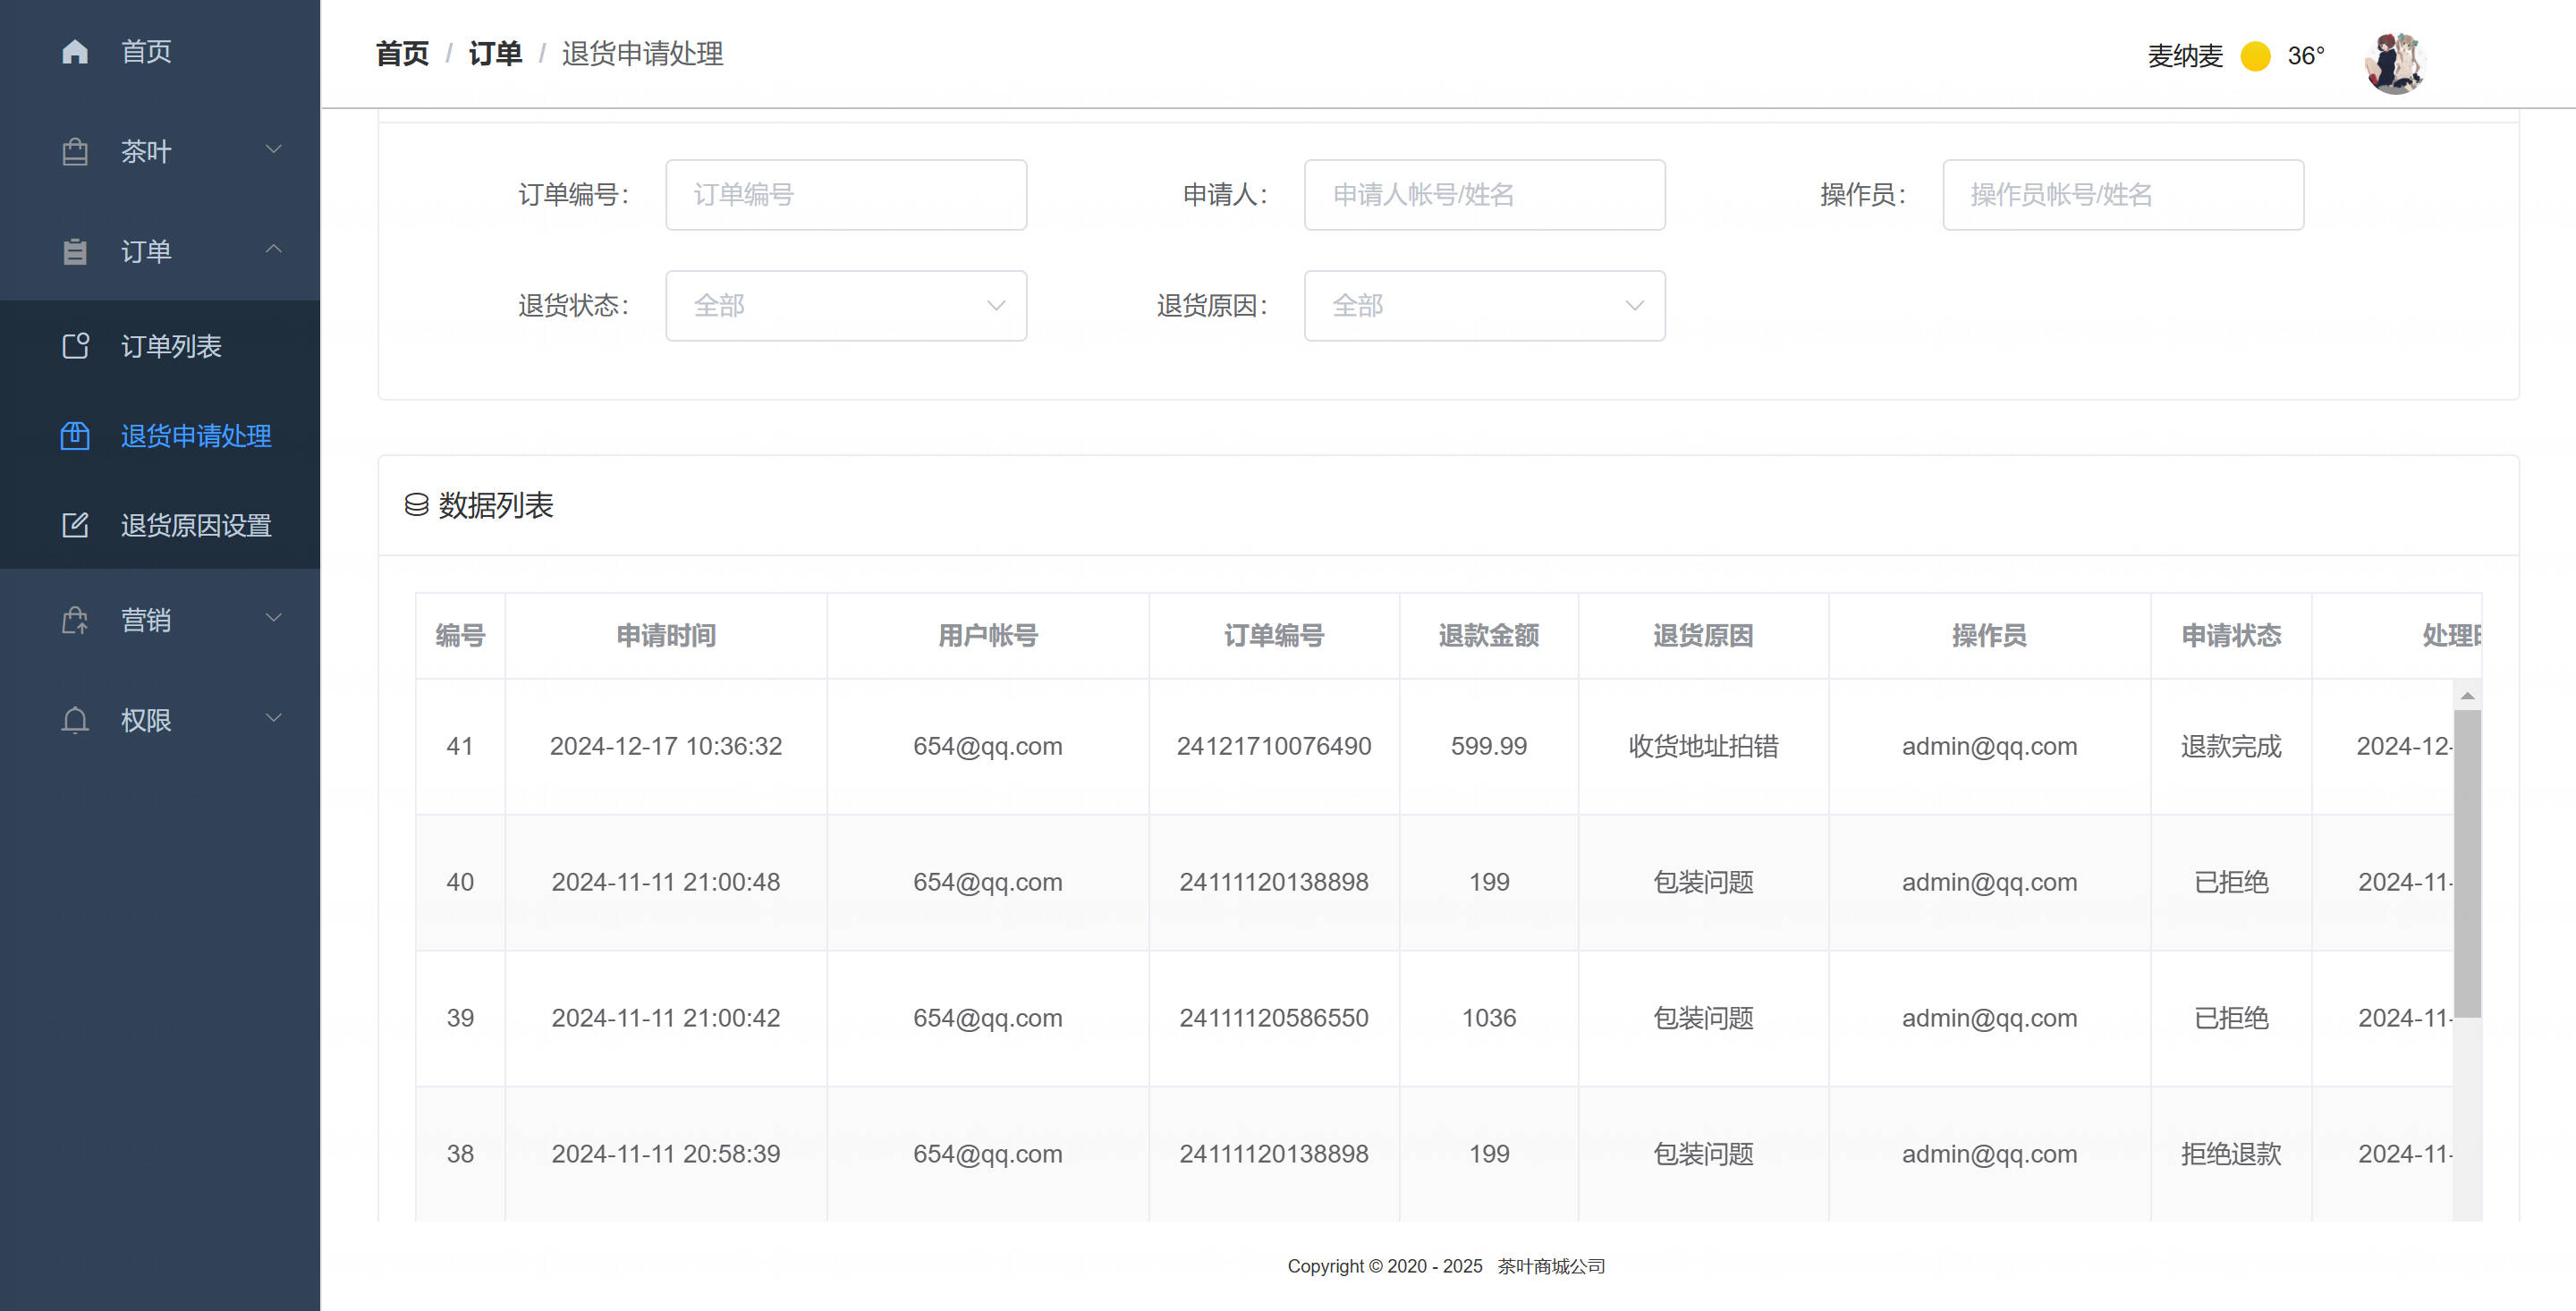 首页
茶叶
订单
订单列表
退货申请处理
退货原因设置
营销
权限
首页 / 订单 / 退货申请处理
麦纳麦 36°
订单编号： 订单编号 申请人： 申请人帐号/姓名 操作员： 操作员帐号/姓名
退货状态： 全部 退货原因： 全部
数据列表
编号 申请时间 用户帐号 订单编号 退款金额 退货原因 操作员 申请状态 处理
41 2024-12-17 10:36:32 654@qq.com 24121710076490 599.99 收货地址拍错 admin@qq.com 退款完成 2024-12-
40 2024-11-11 21:00:48 654@qq.com 24111120138898 199 包装问题 admin@qq.com 已拒绝 2024-11-
39 2024-11-11 21:00:42 654@qq.com 24111120586550 1036 包装问题 admin@qq.com 已拒绝 2024-11-
38 2024-11-11 20:58:39 654@qq.com 24111120138898 199 包装问题 admin@qq.com 拒绝退款 2024-11-
Copyright © 2020 - 2025 茶叶商城公司